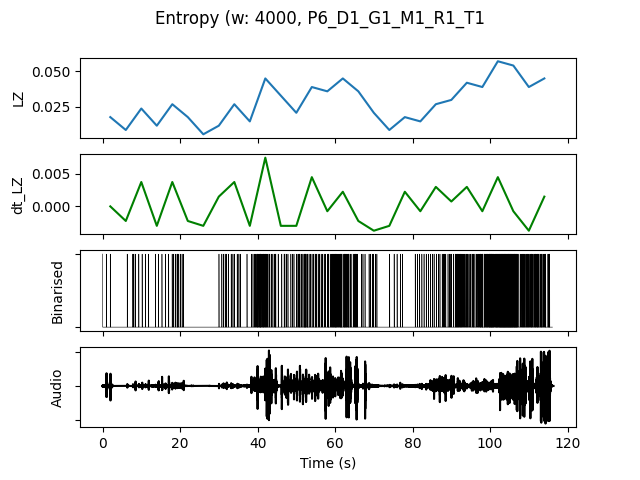 Entropy (w: 4000, P6_D1_G1_M1_R1_T1
LZ
0.050
0.025
dt_LZ
0.005
0.000
Binarised
Audio
0 20 40 60 80 100 120
Time (s)